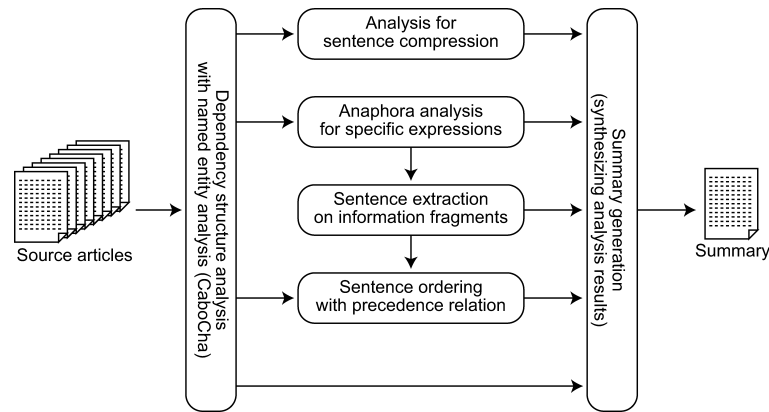 Source articles
Dependency structure analysis
with named entity analysis (CaboCha)
Analysis for
sentence compression
Anaphora analysis
for specific expressions
Sentence extraction
on information fragments
Sentence ordering
with precedence relation
Summary generation
(synthesizing analysis results)
Summary